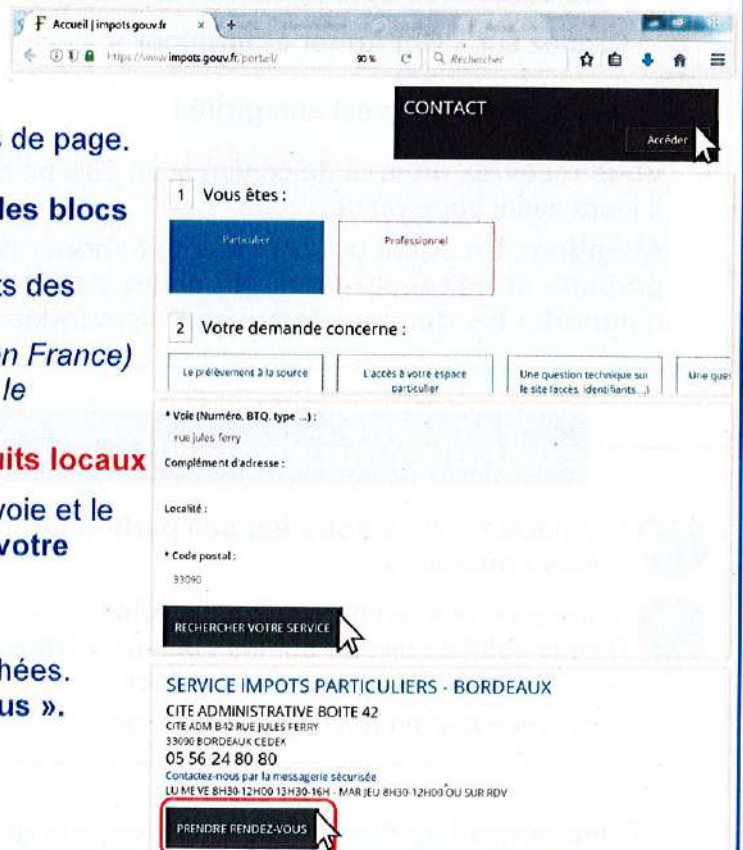 Accueil | impots.gouv.fr × +
https://www.impots.gouv.fr/portail/ 90 % Rechercher
CONTACT
Accéder
s de page.
les blocs
ts des
en France)
le
uits locaux
voie et le
votre
hées.
us ».
1 Vous êtes :
Particulier Professionnel
2 Votre demande concerne :
Le prélèvement à la source L'accès à votre espace particulier Une question technique sur le site (accès, identifiants...) Une ques
* Voie (Numéro, BTQ, type ...) :
rue jules ferry
Complément d'adresse :
Localité :
* Code postal :
33090
RECHERCHER VOTRE SERVICE
SERVICE IMPOTS PARTICULIERS - BORDEAUX
CITE ADMINISTRATIVE BOITE 42
CITE ADM B42 RUE JULES FERRY
33090 BORDEAUX CEDEX
05 56 24 80 80
Contactez-nous par la messagerie sécurisée
LU ME VE 8H30-12H00 13H30-16H - MAR JEU 8H30-12H00 OU SUR RDV
PRENDRE RENDEZ-VOUS